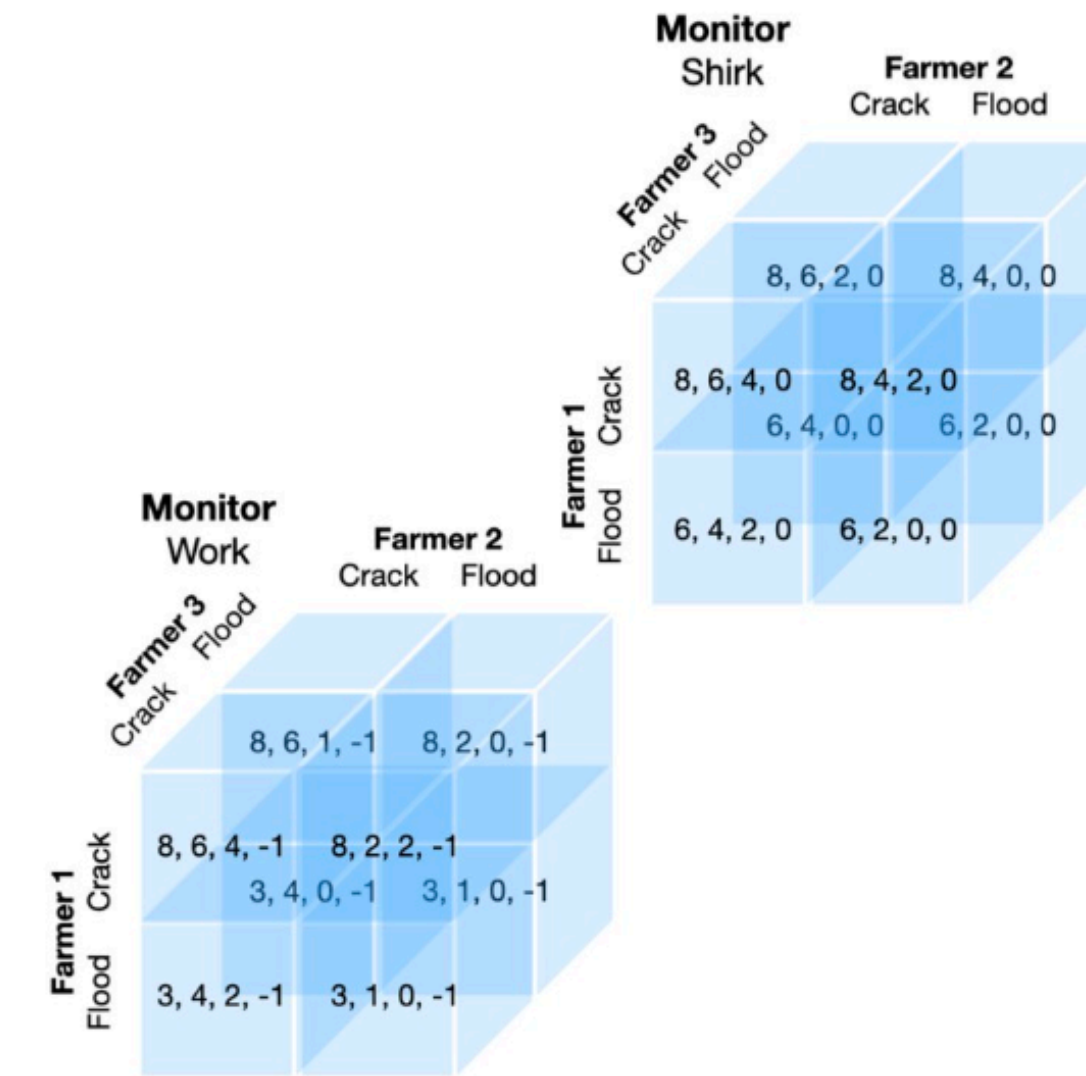 Monitor
Shirk
Farmer 2
Crack Flood
Farmer 3
Flood
Crack
8, 6, 2, 0 8, 4, 0, 0
Farmer 1
Crack
8, 6, 4, 0 8, 4, 2, 0
6, 4, 0, 0 6, 2, 0, 0
Flood
6, 4, 2, 0 6, 2, 0, 0
Monitor
Work
Farmer 2
Crack Flood
Farmer 3
Flood
Crack
8, 6, 1, -1 8, 2, 0, -1
Farmer 1
Crack
8, 6, 4, -1 8, 2, 2, -1
3, 4, 0, -1 3, 1, 0, -1
Flood
3, 4, 2, -1 3, 1, 0, -1